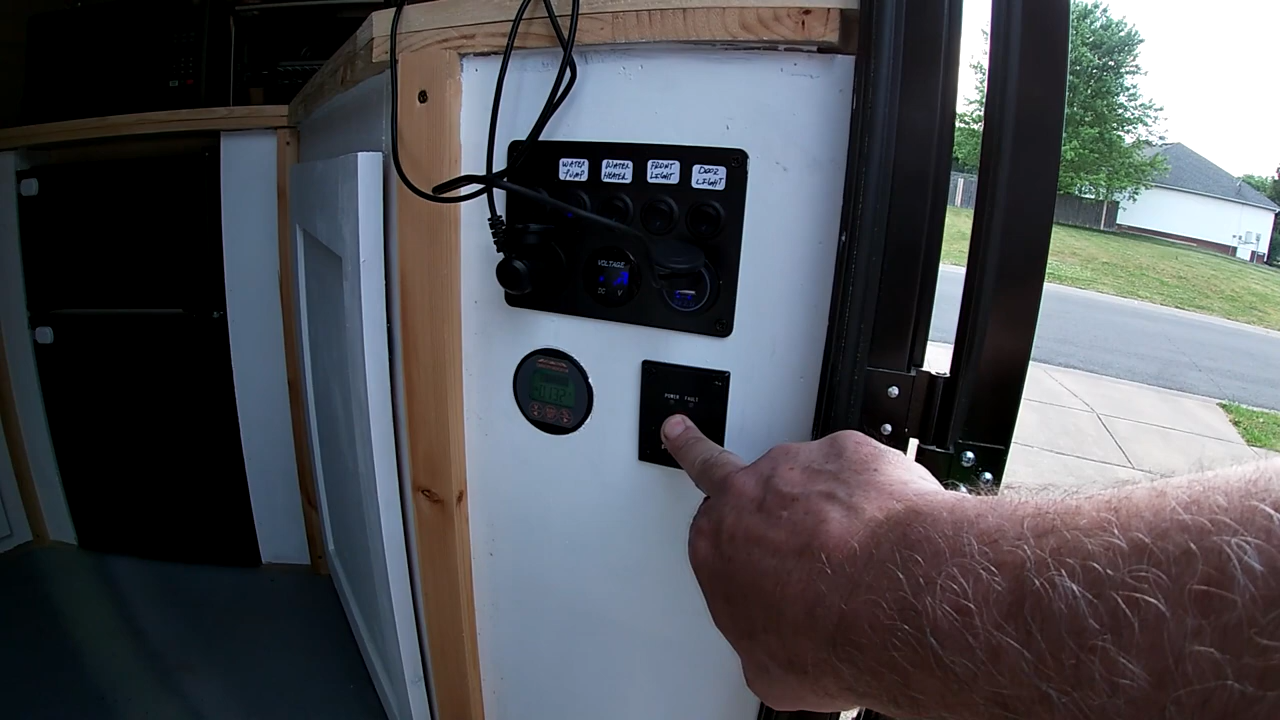 WATER
PUMP
WATER
HEATER
FRONT
LIGHT
DOOR
LIGHT
VOLTAGE
DC V
POWER FAULT